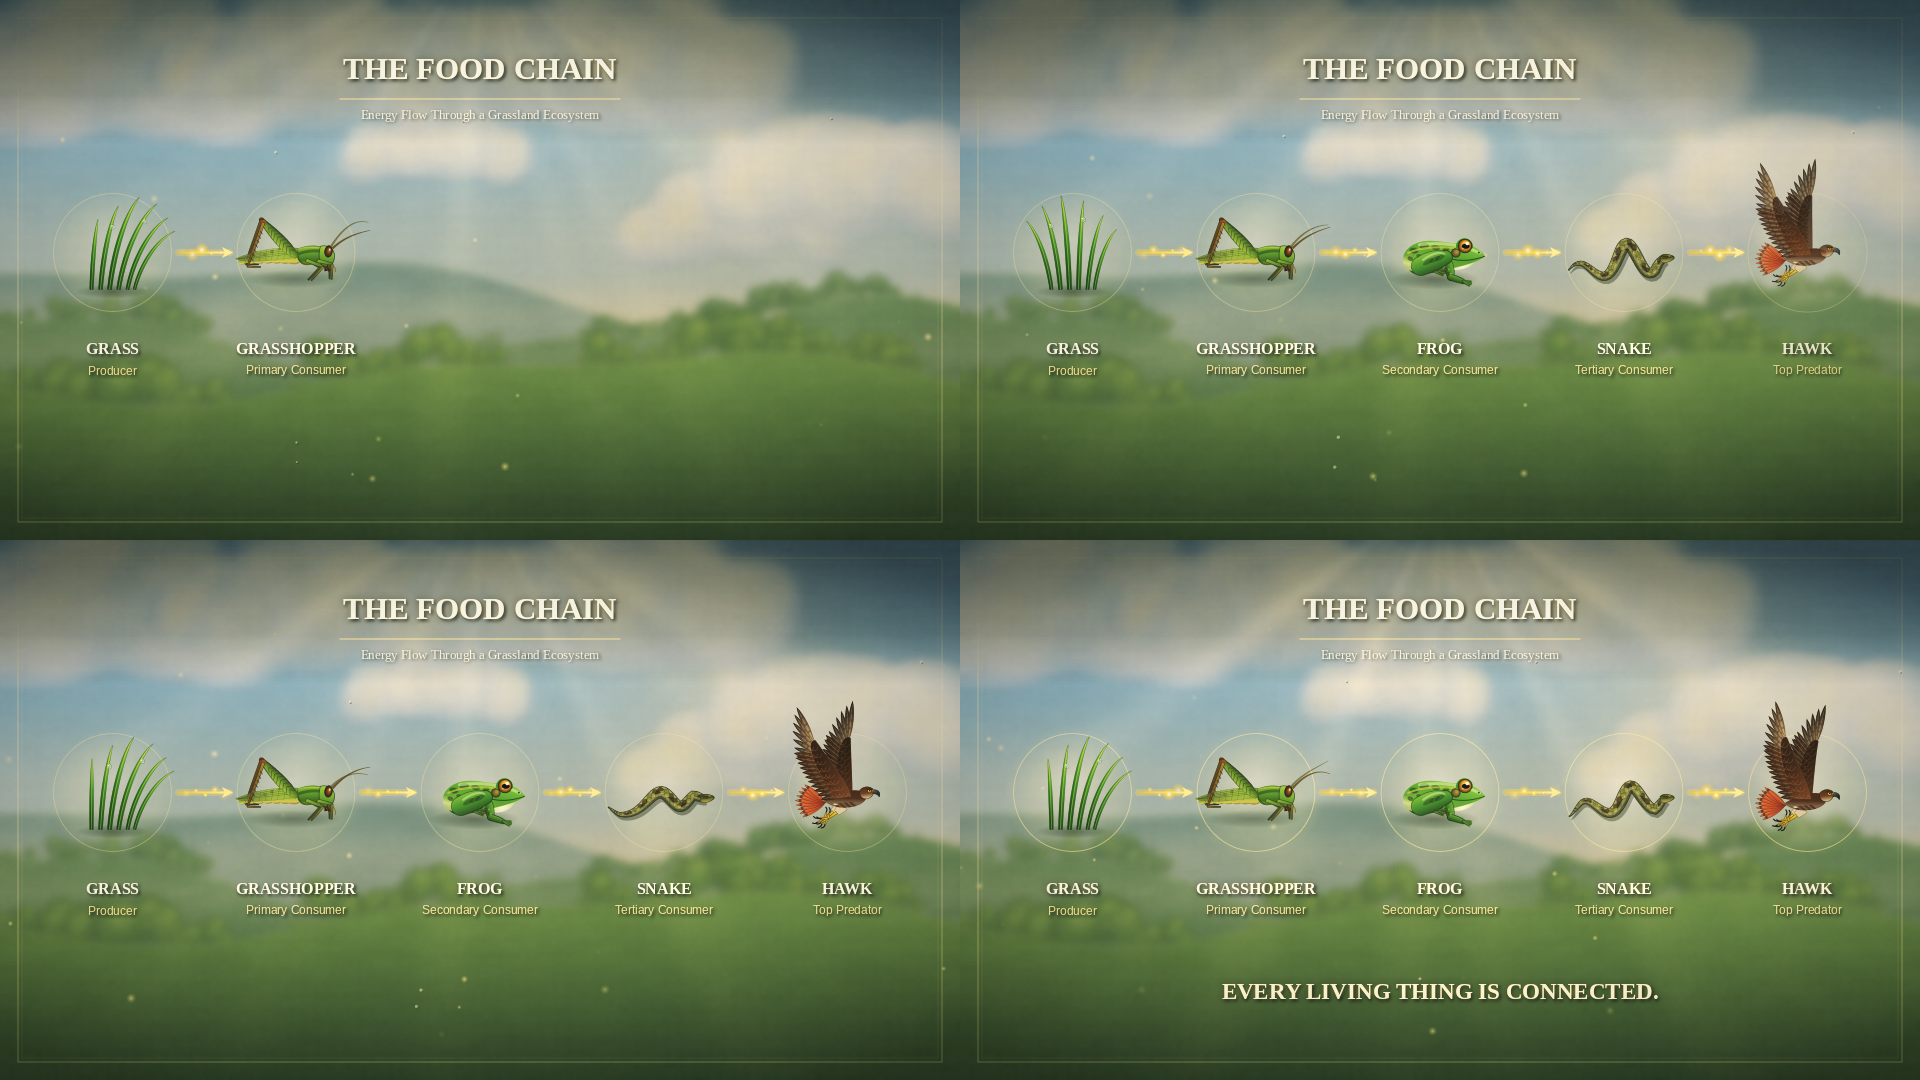 THE FOOD CHAIN
Energy Flow Through a Grassland Ecosystem
GRASS
Producer
GRASSHOPPER
Primary Consumer
THE FOOD CHAIN
Energy Flow Through a Grassland Ecosystem
GRASS
Producer
GRASSHOPPER
Primary Consumer
FROG
Secondary Consumer
SNAKE
Tertiary Consumer
HAWK
Top Predator
THE FOOD CHAIN
Energy Flow Through a Grassland Ecosystem
GRASS
Producer
GRASSHOPPER
Primary Consumer
FROG
Secondary Consumer
SNAKE
Tertiary Consumer
HAWK
Top Predator
THE FOOD CHAIN
Energy Flow Through a Grassland Ecosystem
GRASS
Producer
GRASSHOPPER
Primary Consumer
FROG
Secondary Consumer
SNAKE
Tertiary Consumer
HAWK
Top Predator
EVERY LIVING THING IS CONNECTED.